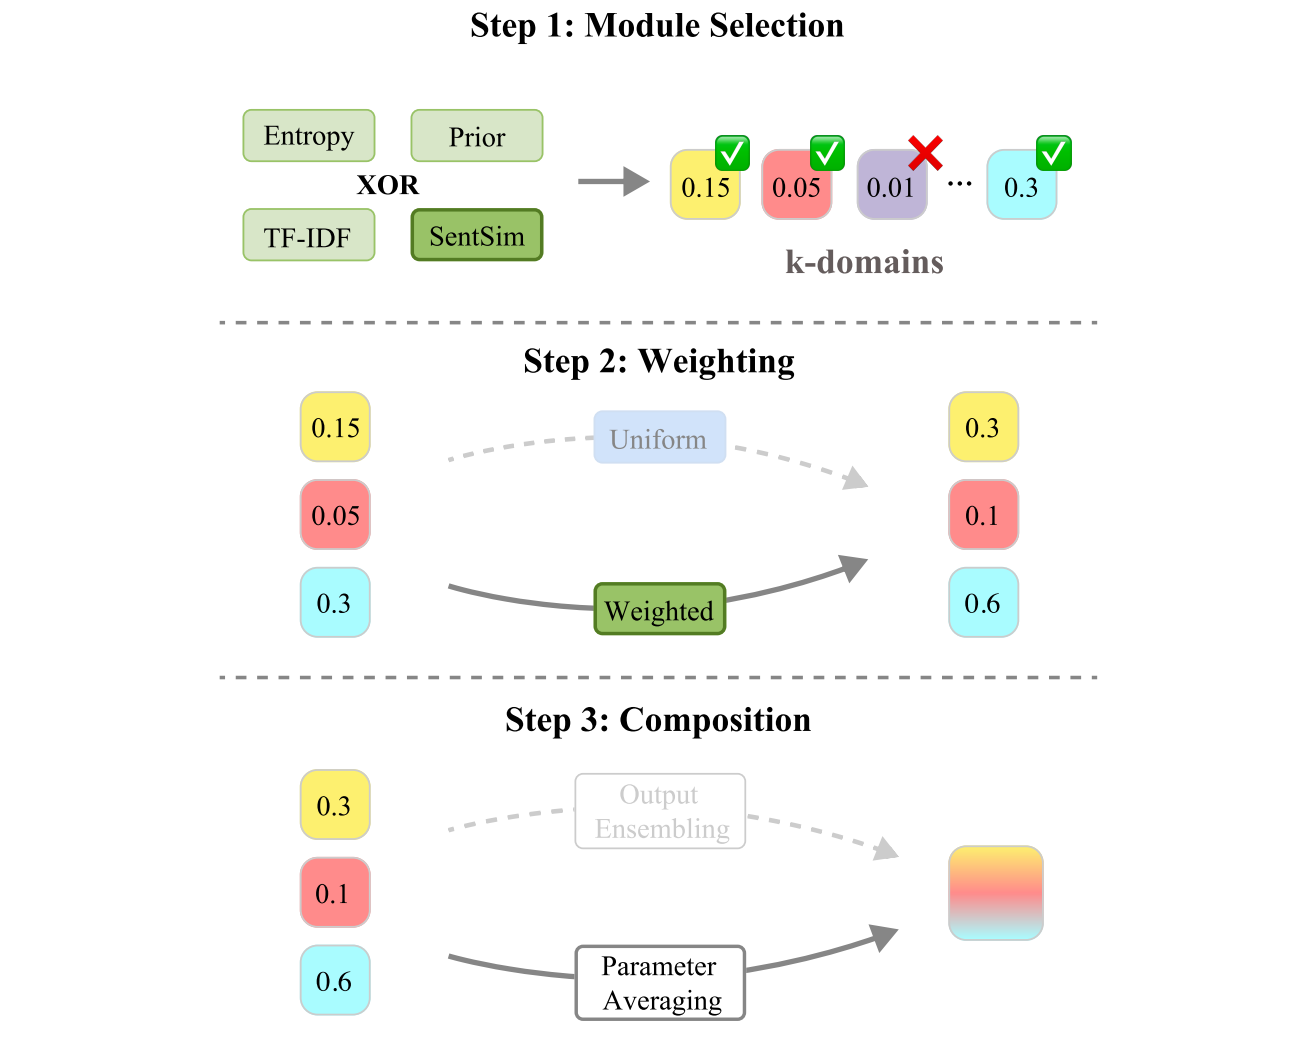 Step 1: Module Selection
Entropy
Prior
XOR
TF-IDF
SentSim
0.15
0.05
0.01
...
0.3
k-domains
Step 2: Weighting
0.15
0.05
0.3
Uniform
Weighted
0.3
0.1
0.6
Step 3: Composition
0.3
0.1
0.6
Output
Ensembling
Parameter
Averaging